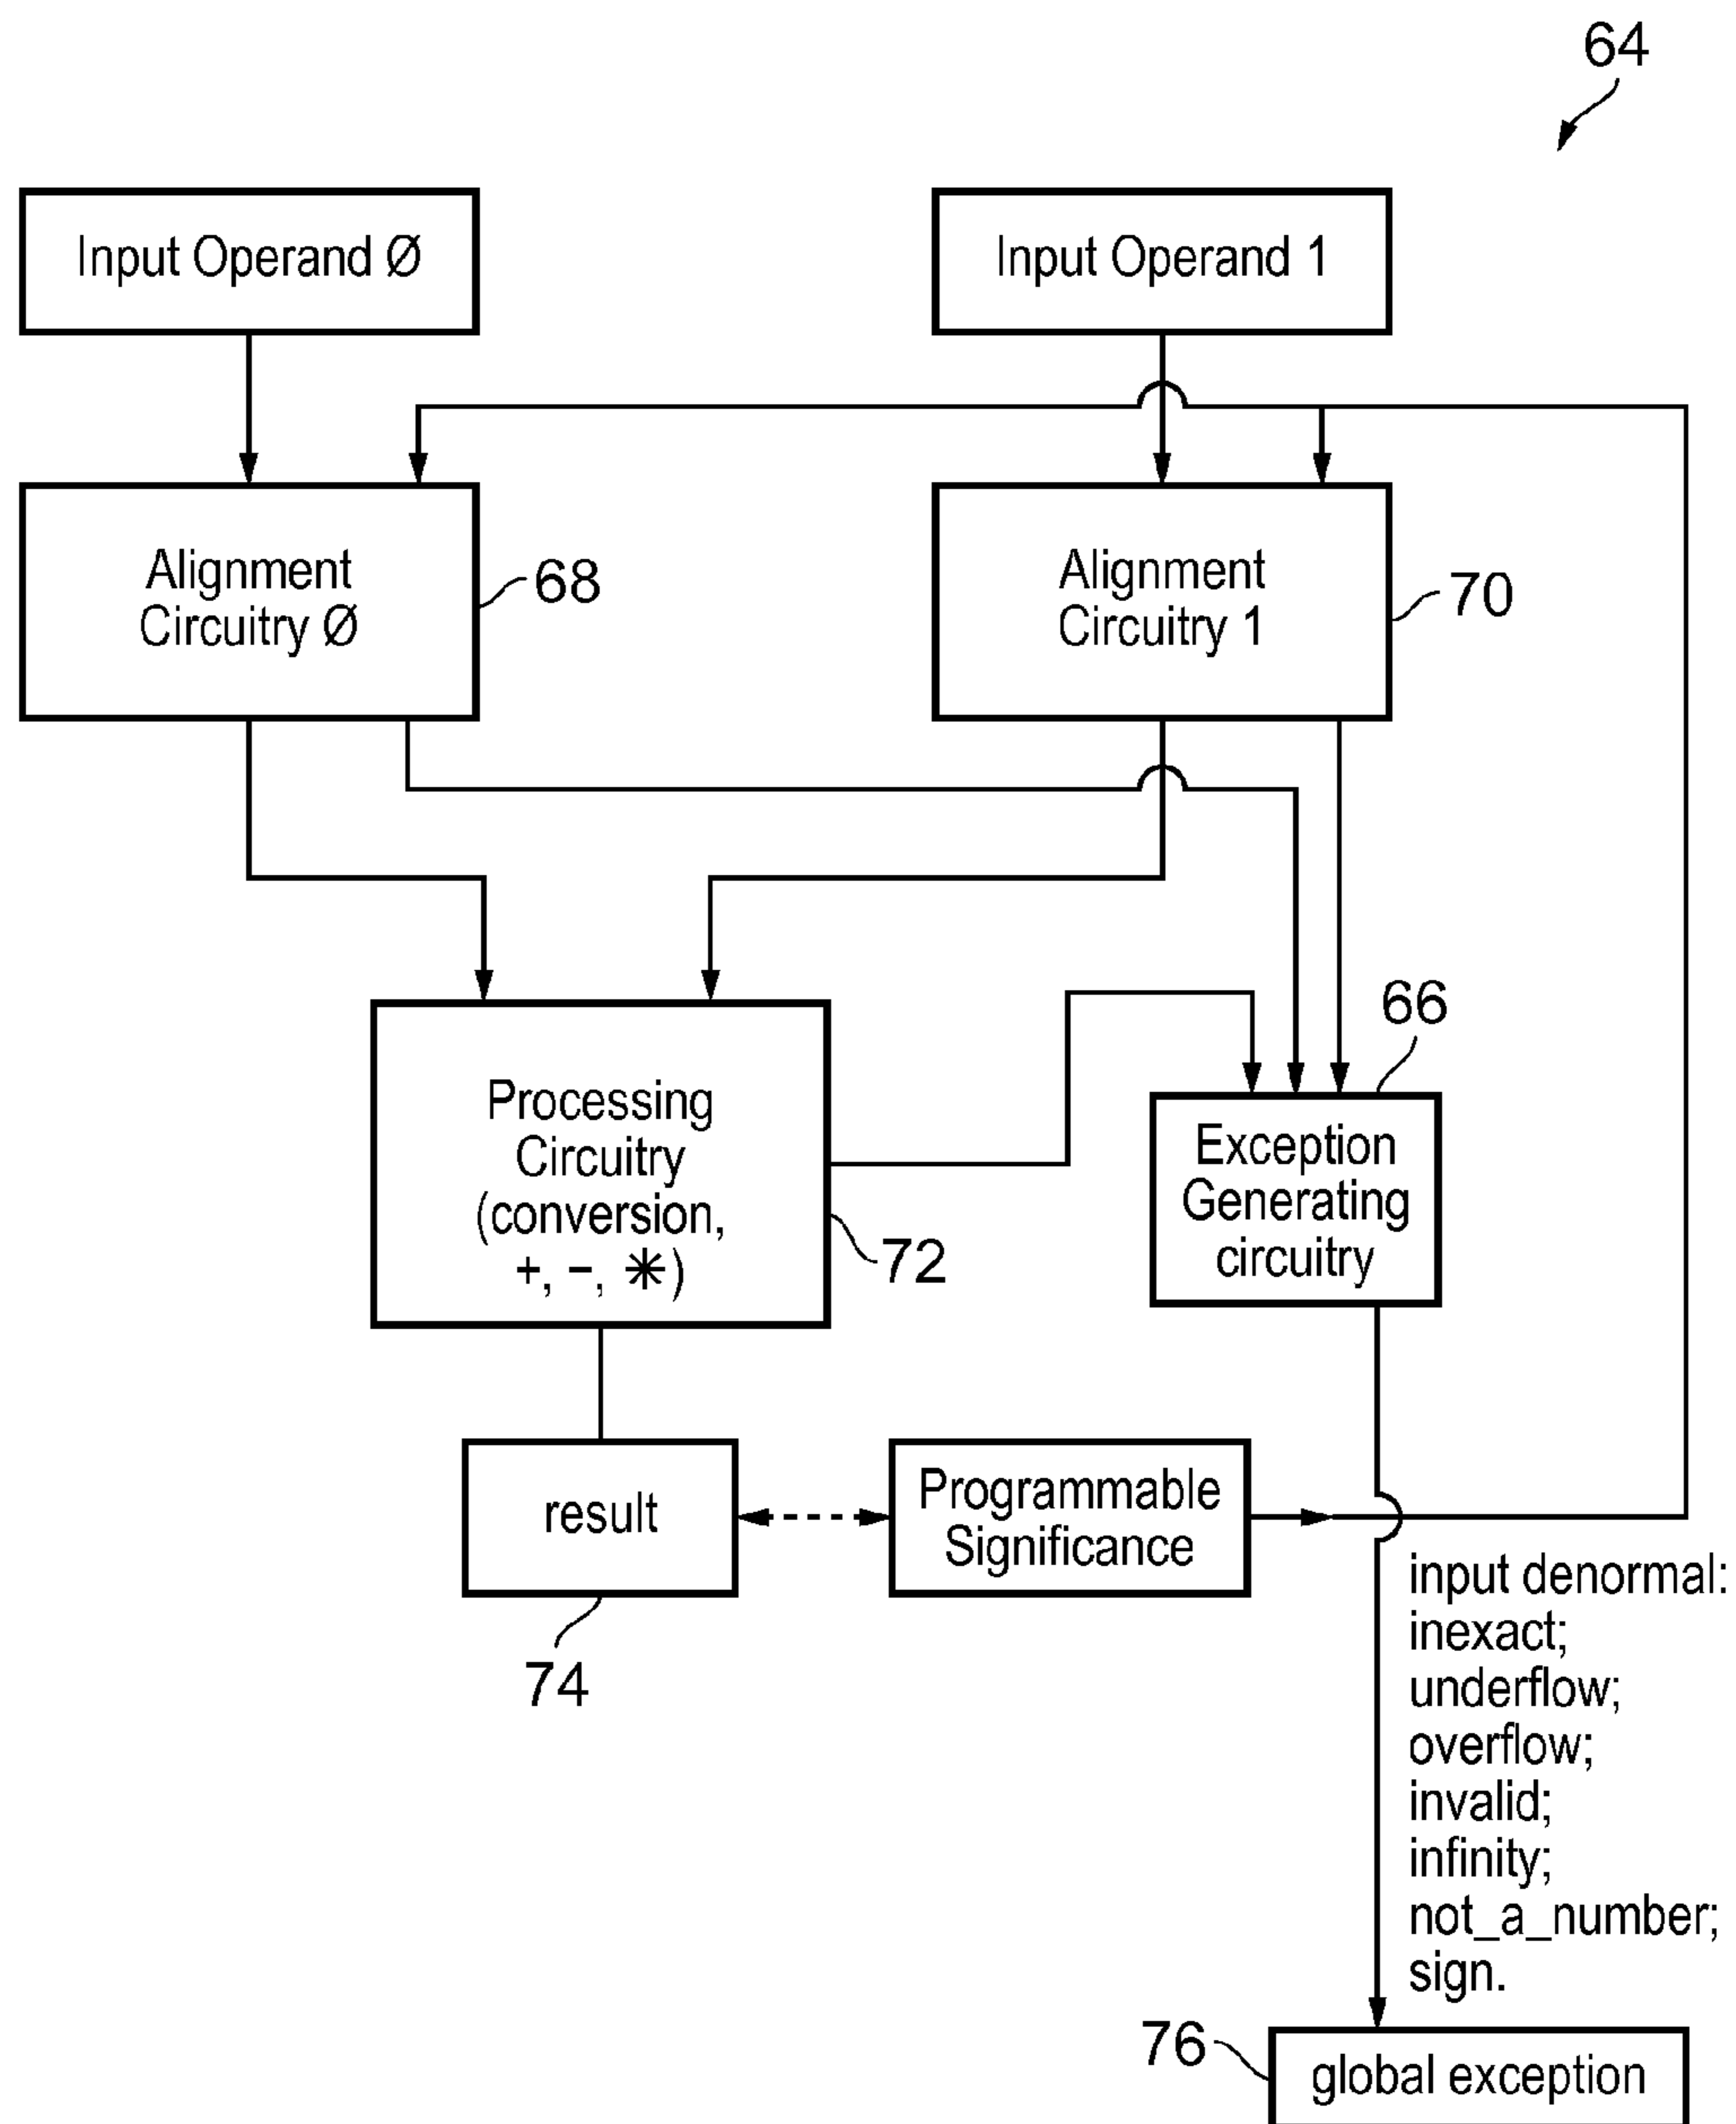 64
Input Operand Ø
Input Operand 1
Alignment
Circuitry Ø
68
Alignment
Circuitry 1
70
Processing
Circuitry
(conversion,
+, −, ✳)
72
66
Exception
Generating
circuitry
result
74
Programmable
Significance
input denormal:
inexact;
underflow;
overflow;
invalid;
infinity;
not_a_number;
sign.
76
global exception